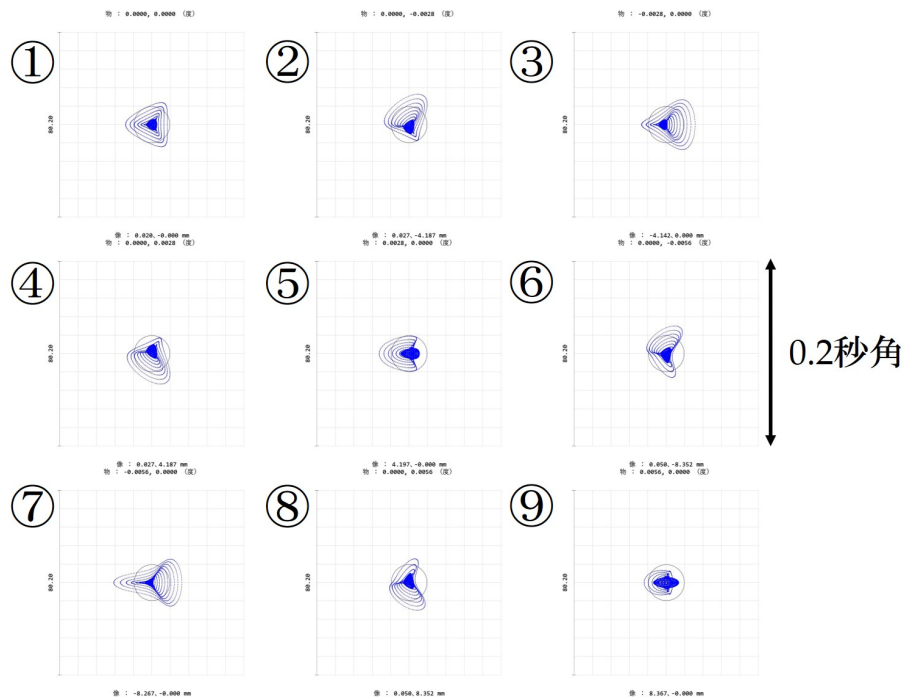 物 : 0.0000, 0.0000 (度)
物 : 0.0000, -0.0028 (度)
物 : -0.0028, 0.0000 (度)
①
②
③
80.20
80.20
80.20
像 : 0.020,-0.000 mm
像 : 0.027,-4.187 mm
像 : -4.142,0.000 mm
物 : 0.0000, 0.0028 (度)
物 : 0.0028, 0.0000 (度)
物 : 0.0000, -0.0056 (度)
④
⑤
⑥
80.20
80.20
80.20
0.2秒角
像 : 0.027,4.187 mm
像 : 4.197,-0.000 mm
像 : 0.050,-8.352 mm
物 : -0.0056, 0.0000 (度)
物 : 0.0000, 0.0056 (度)
物 : 0.0056, 0.0000 (度)
⑦
⑧
⑨
80.20
80.20
80.20
像 : -8.267,-0.000 mm
像 : 0.050,8.352 mm
像 : 8.367,-0.000 mm